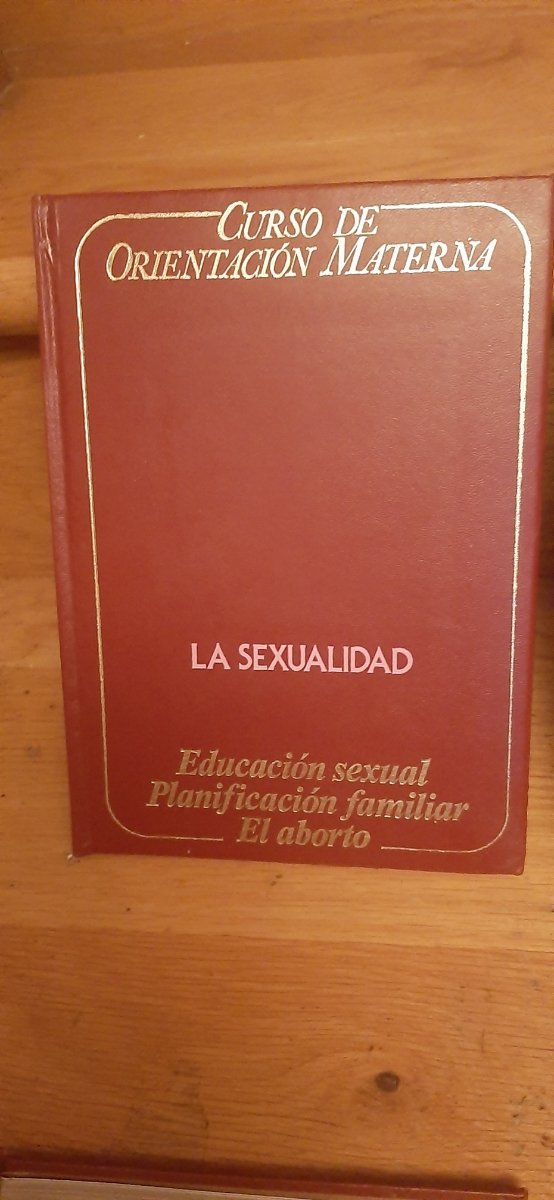 CURSO DE
ORIENTACIÓN MATERNA
LA SEXUALIDAD
Educación sexual
Planificación familiar
El aborto